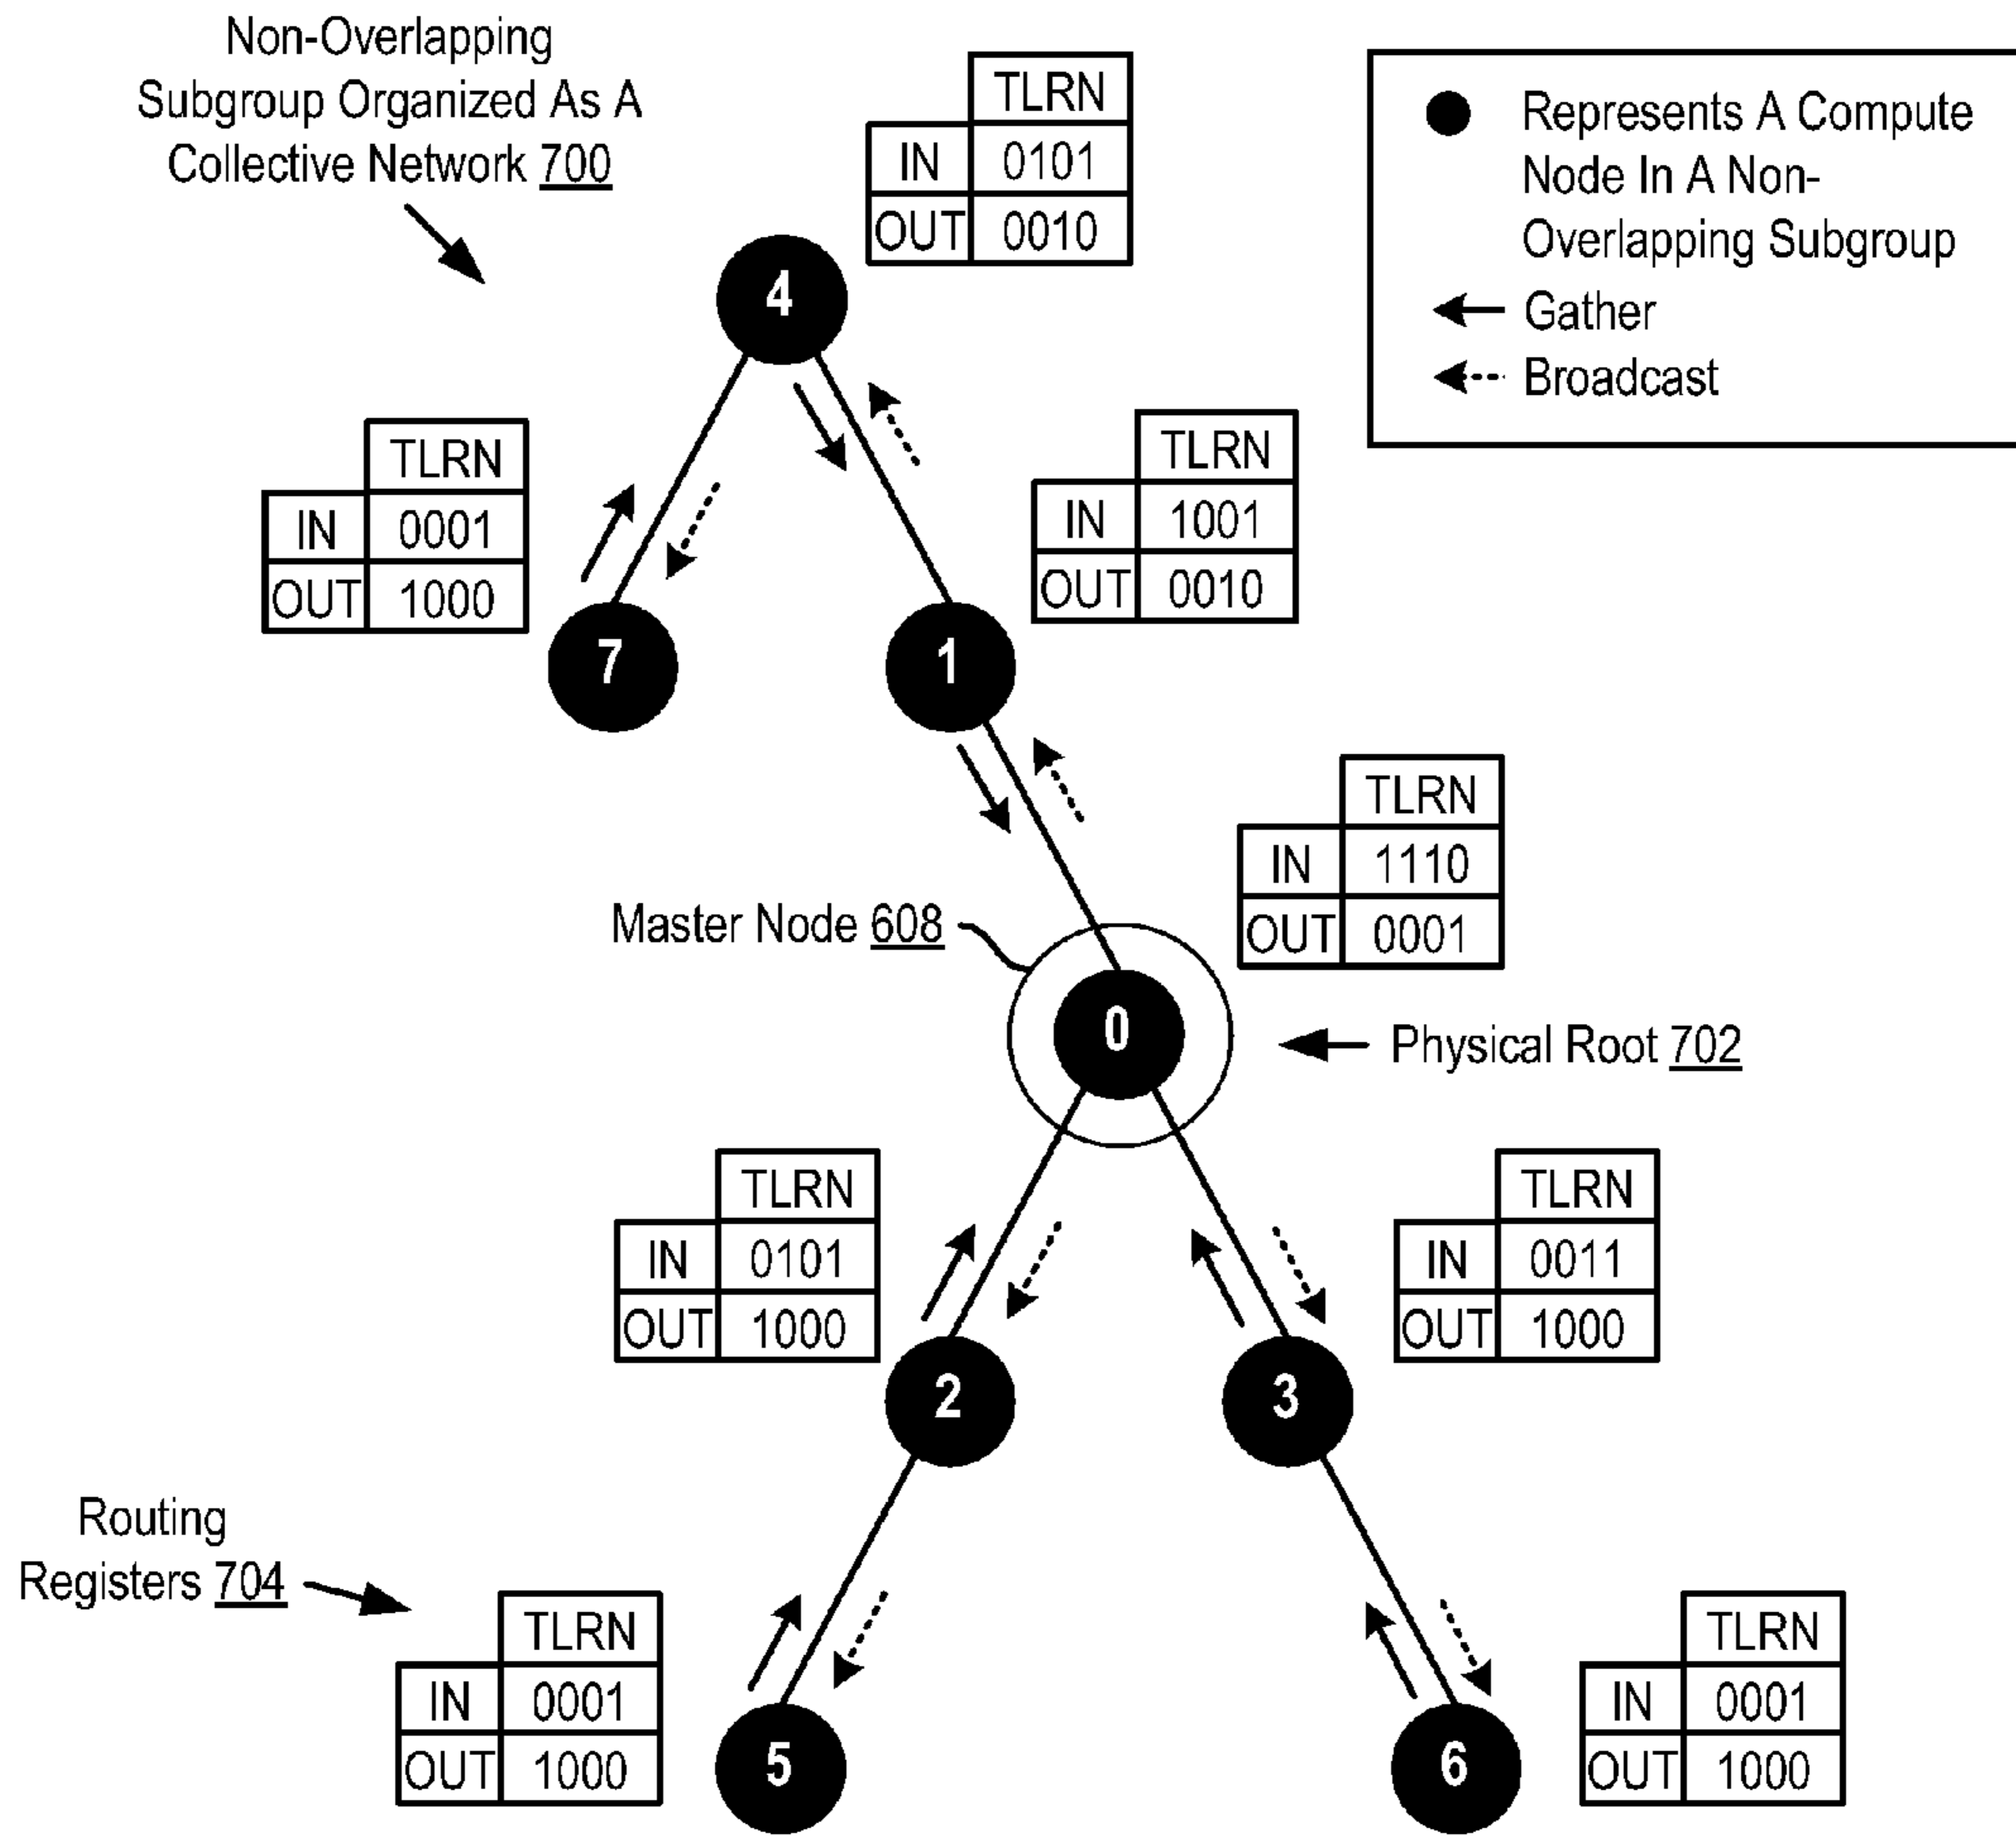 Non-Overlapping
Subgroup Organized As A
Collective Network 700
TLRN
IN 0101
OUT 0010
Represents A Compute
Node In A Non-
Overlapping Subgroup
Gather
Broadcast
4
TLRN
IN 0001
OUT 1000
TLRN
IN 1001
OUT 0010
7
1
TLRN
IN 1110
OUT 0001
Master Node 608
0
Physical Root 702
TLRN
IN 0101
OUT 1000
TLRN
IN 0011
OUT 1000
2
3
Routing
Registers 704
TLRN
IN 0001
OUT 1000
5
6
TLRN
IN 0001
OUT 1000